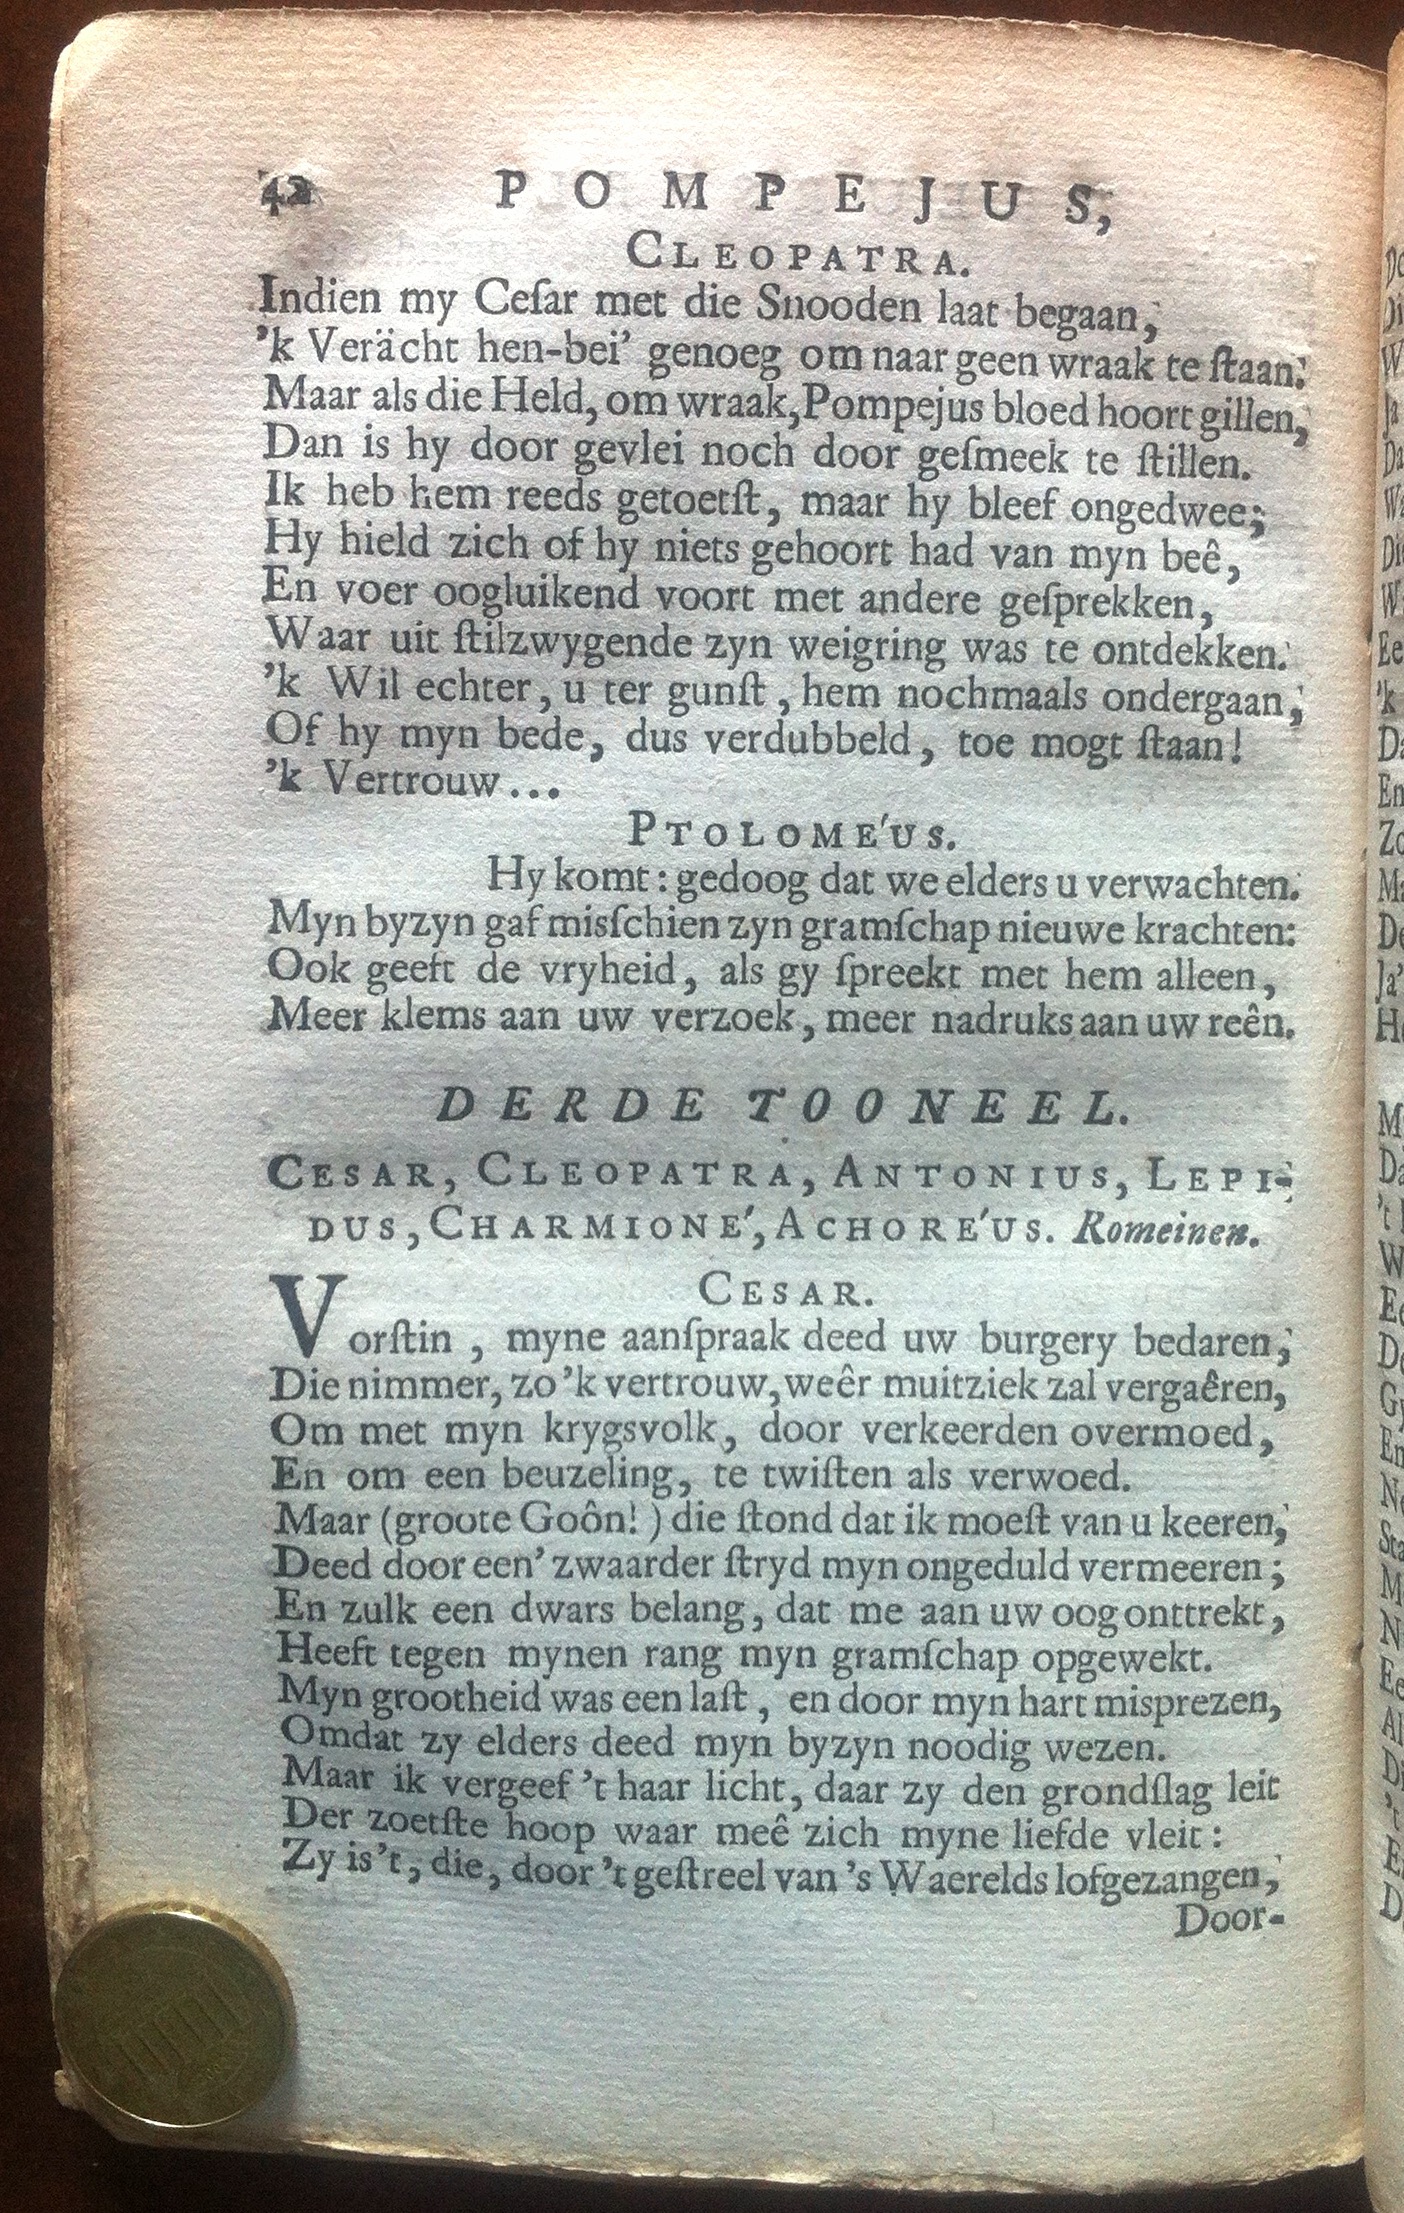 42 POMPEJUS,
CLEOPATRA.
Indien my Ceſar met die Snooden laat begaan,
'k Verächt hen-bei' genoeg om naar geen wraak te ſtaan.
Maar als die Held, om wraak, Pompejus bloed hoort gillen,
Dan is hy door gevlei noch door geſmeek te ſtillen.
Ik heb hem reeds getoetſt, maar hy bleef ongedwee;
Hy hield zich of hy niets gehoort had van myn beê,
En voer oogluikend voort met andere geſprekken,
Waar uit ſtilzwygende zyn weigring was te ontdekken.
'k Wil echter, u ter gunſt, hem nochmaals ondergaan,
Of hy myn bede, dus verdubbeld, toe mogt ſtaan!
'k Vertrouw...
PTOLOME'US.
Hy komt: gedoog dat we elders u verwachten.
Myn byzyn gaf misſchien zyn gramſchap nieuwe krachten:
Ook geeft de vryheid, als gy ſpreekt met hem alleen,
Meer klems aan uw verzoek, meer nadruks aan uw reên.
DERDE TOONEEL.
CESAR, CLEOPATRA, ANTONIUS, LEPI-
DUS, CHARMIONE', ACHORE'US. Romeinen.
CESAR.
Vorſtin, myne aanſpraak deed uw burgery bedaren,
Die nimmer, zo 'k vertrouw, weêr muitziek zal vergaêren,
Om met myn krygsvolk, door verkeerden overmoed,
En om een beuzeling, te twiſten als verwoed.
Maar (groote Goôn!) die ſtond dat ik moeſt van u keeren,
Deed door een' zwaarder ſtryd myn ongeduld vermeeren;
En zulk een dwars belang, dat me aan uw oog onttrekt,
Heeft tegen mynen rang myn gramſchap opgewekt.
Myn grootheid was een laſt, en door myn hart misprezen,
Omdat zy elders deed myn byzyn noodig wezen.
Maar ik vergeef 't haar licht, daar zy den grondſlag leit
Der zoetſte hoop waar meê zich myne liefde vleit:
Zy is 't, die, door 't geſtreel van 's Waerelds lofgezangen,
Door-